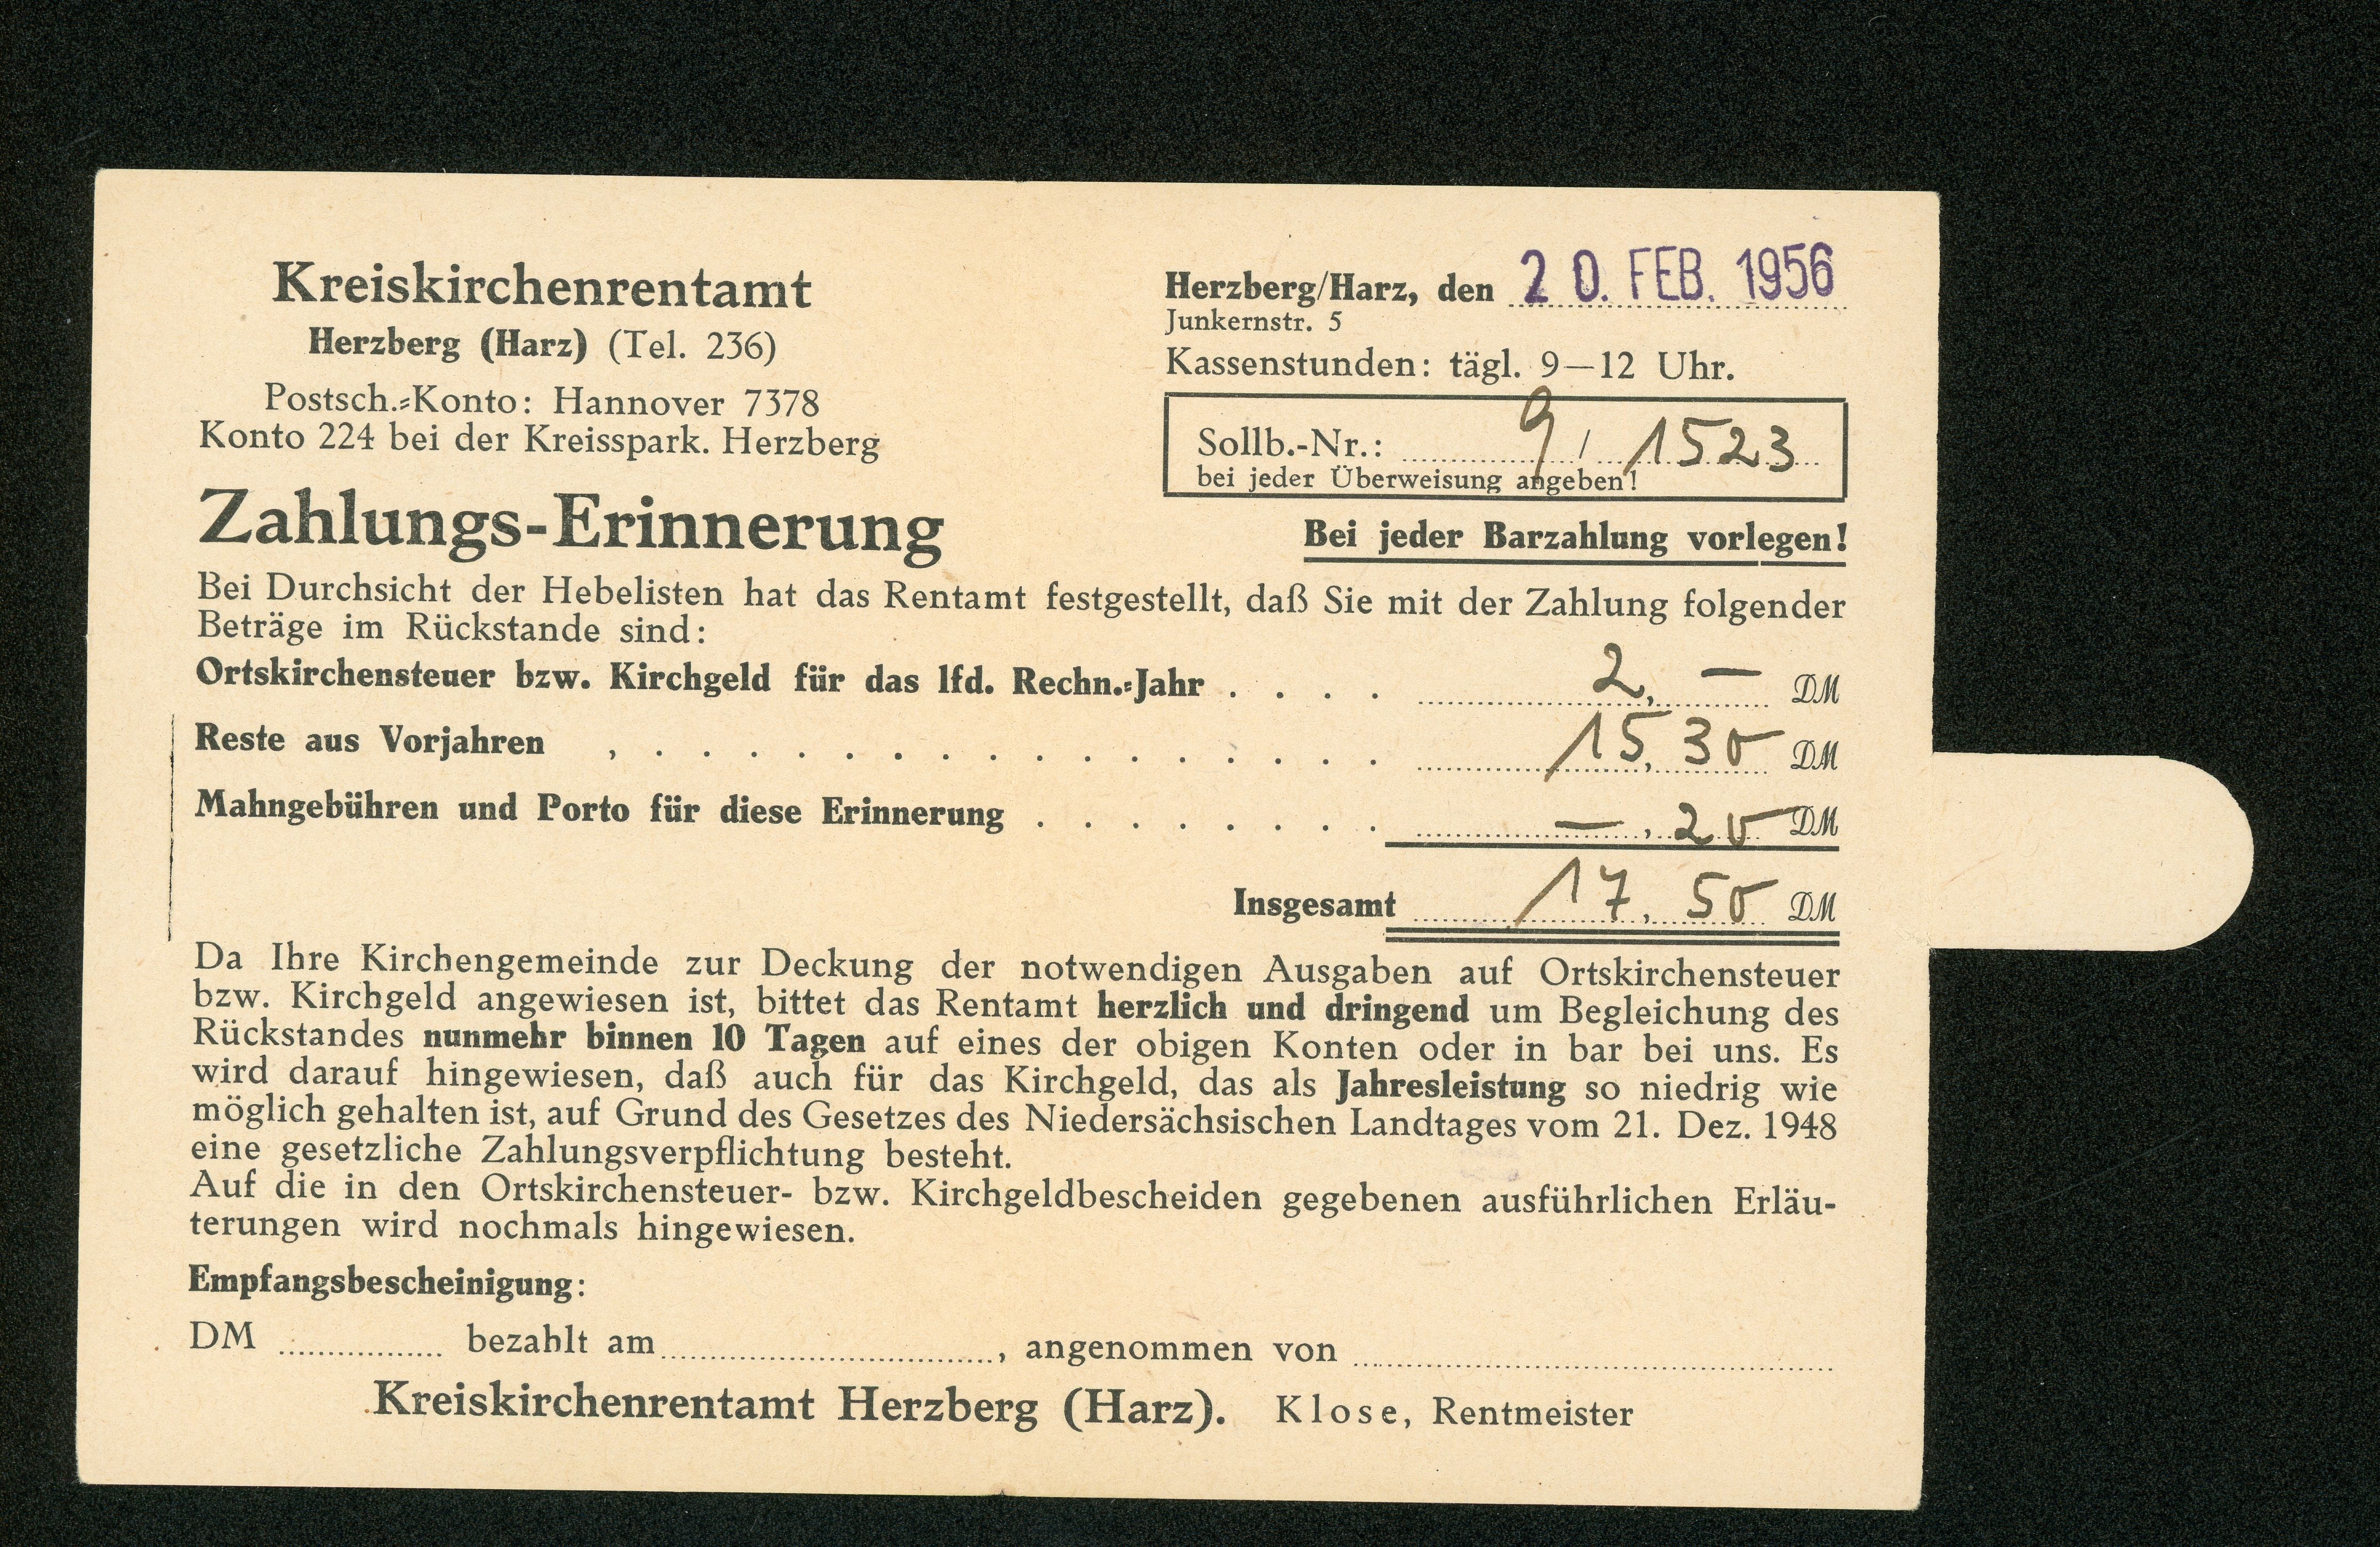 Kreiskirchenrentamt
Herzberg (Harz) (Tel. 236)
Postsch.-Konto: Hannover 7378
Konto 224 bei der Kreisspark. Herzberg
Herzberg/Harz, den 20. FEB. 1956
Junkernstr. 5
Kassenstunden: tägl. 9—12 Uhr.
Sollb.-Nr.: 9 / 1523
bei jeder Überweisung angeben!
Zahlungs-Erinnerung
Bei jeder Barzahlung vorlegen!
Bei Durchsicht der Hebelisten hat das Rentamt festgestellt, daß Sie mit der Zahlung folgender
Beträge im Rückstande sind:
Ortskirchensteuer bzw. Kirchgeld für das lfd. Rechn.-Jahr . . . . 2,— DM
Reste aus Vorjahren , . . . . . . . . . . . . . . . . 15,30 DM
Mahngebühren und Porto für diese Erinnerung . . . . . . . . —,20 DM
Insgesamt 17,50 DM
Da Ihre Kirchengemeinde zur Deckung der notwendigen Ausgaben auf Ortskirchensteuer
bzw. Kirchgeld angewiesen ist, bittet das Rentamt herzlich und dringend um Begleichung des
Rückstandes nunmehr binnen 10 Tagen auf eines der obigen Konten oder in bar bei uns. Es
wird darauf hingewiesen, daß auch für das Kirchgeld, das als Jahresleistung so niedrig wie
möglich gehalten ist, auf Grund des Gesetzes des Niedersächsischen Landtages vom 21. Dez. 1948
eine gesetzliche Zahlungsverpflichtung besteht.
Auf die in den Ortskirchensteuer- bzw. Kirchgeldbescheiden gegebenen ausführlichen Erläu-
terungen wird nochmals hingewiesen.
Empfangsbescheinigung:
DM ................ bezahlt am ................................, angenommen von ................................
Kreiskirchenrentamt Herzberg (Harz). Klose, Rentmeister